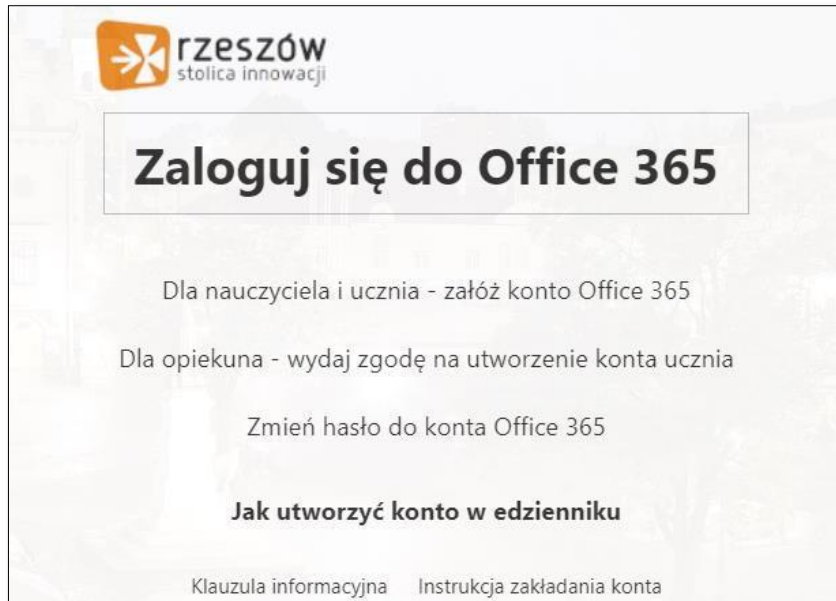 rzeszów
stolica innowacji
Zaloguj się do Office 365
Dla nauczyciela i ucznia - załóż konto Office 365
Dla opiekuna - wydaj zgodę na utworzenie konta ucznia
Zmień hasło do konta Office 365
Jak utworzyć konto w edzienniku
Klauzula informacyjna Instrukcja zakładania konta